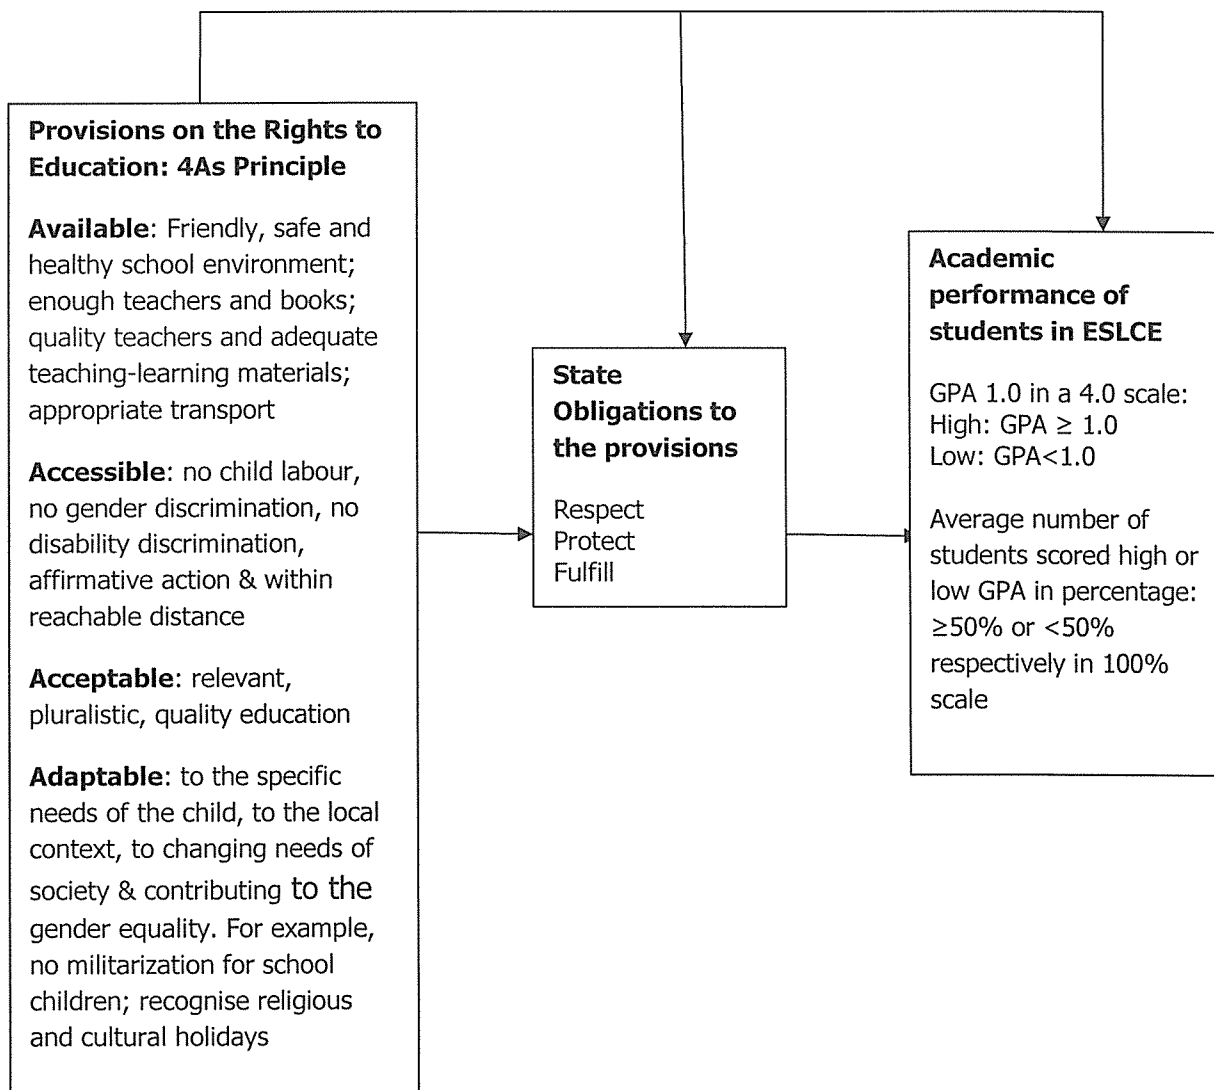 Provisions on the Rights to
Education: 4As Principle
Available: Friendly, safe and
healthy school environment;
enough teachers and books;
quality teachers and adequate
teaching-learning materials;
appropriate transport
Accessible: no child labour,
no gender discrimination, no
disability discrimination,
affirmative action & within
reachable distance
Acceptable: relevant,
pluralistic, quality education
Adaptable: to the specific
needs of the child, to the local
context, to changing needs of
society & contributing to the
gender equality. For example,
no militarization for school
children; recognise religious
and cultural holidays
State
Obligations to
the provisions
Respect
Protect
Fulfill
Academic
performance of
students in ESLCE
GPA 1.0 in a 4.0 scale:
High: GPA ≥ 1.0
Low: GPA<1.0
Average number of
students scored high or
low GPA in percentage:
≥50% or <50%
respectively in 100%
scale